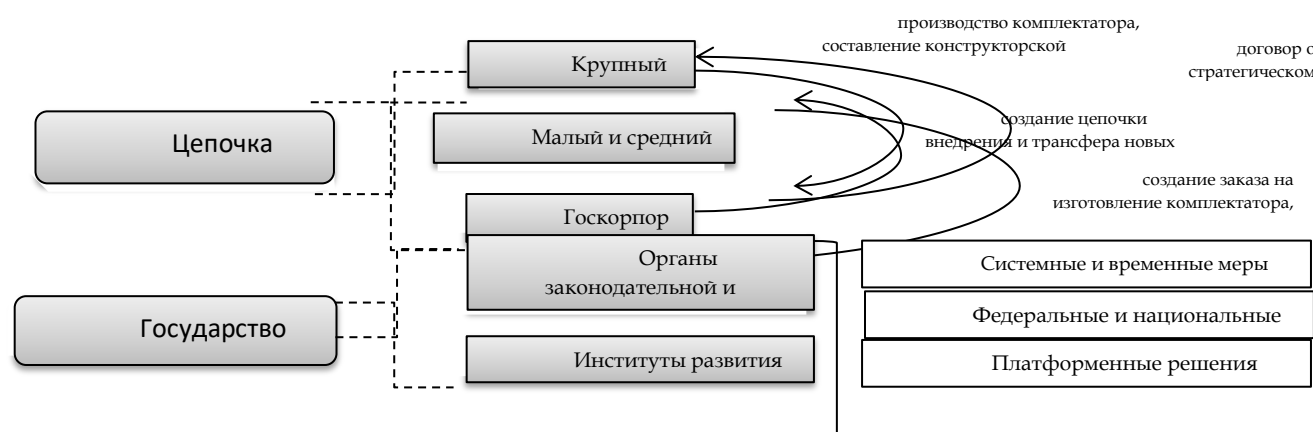 производство комплектатора,
составление конструкторской
договор о
стратегическом
Крупный
создание цепочки
внедрения и трансфера новых
Цепочка
Малый и средний
создание заказа на
изготовление комплектатора,
Госкорпор
Органы
законодательной и
Системные и временные меры
Государство
Федеральные и национальные
Институты развития
Платформенные решения